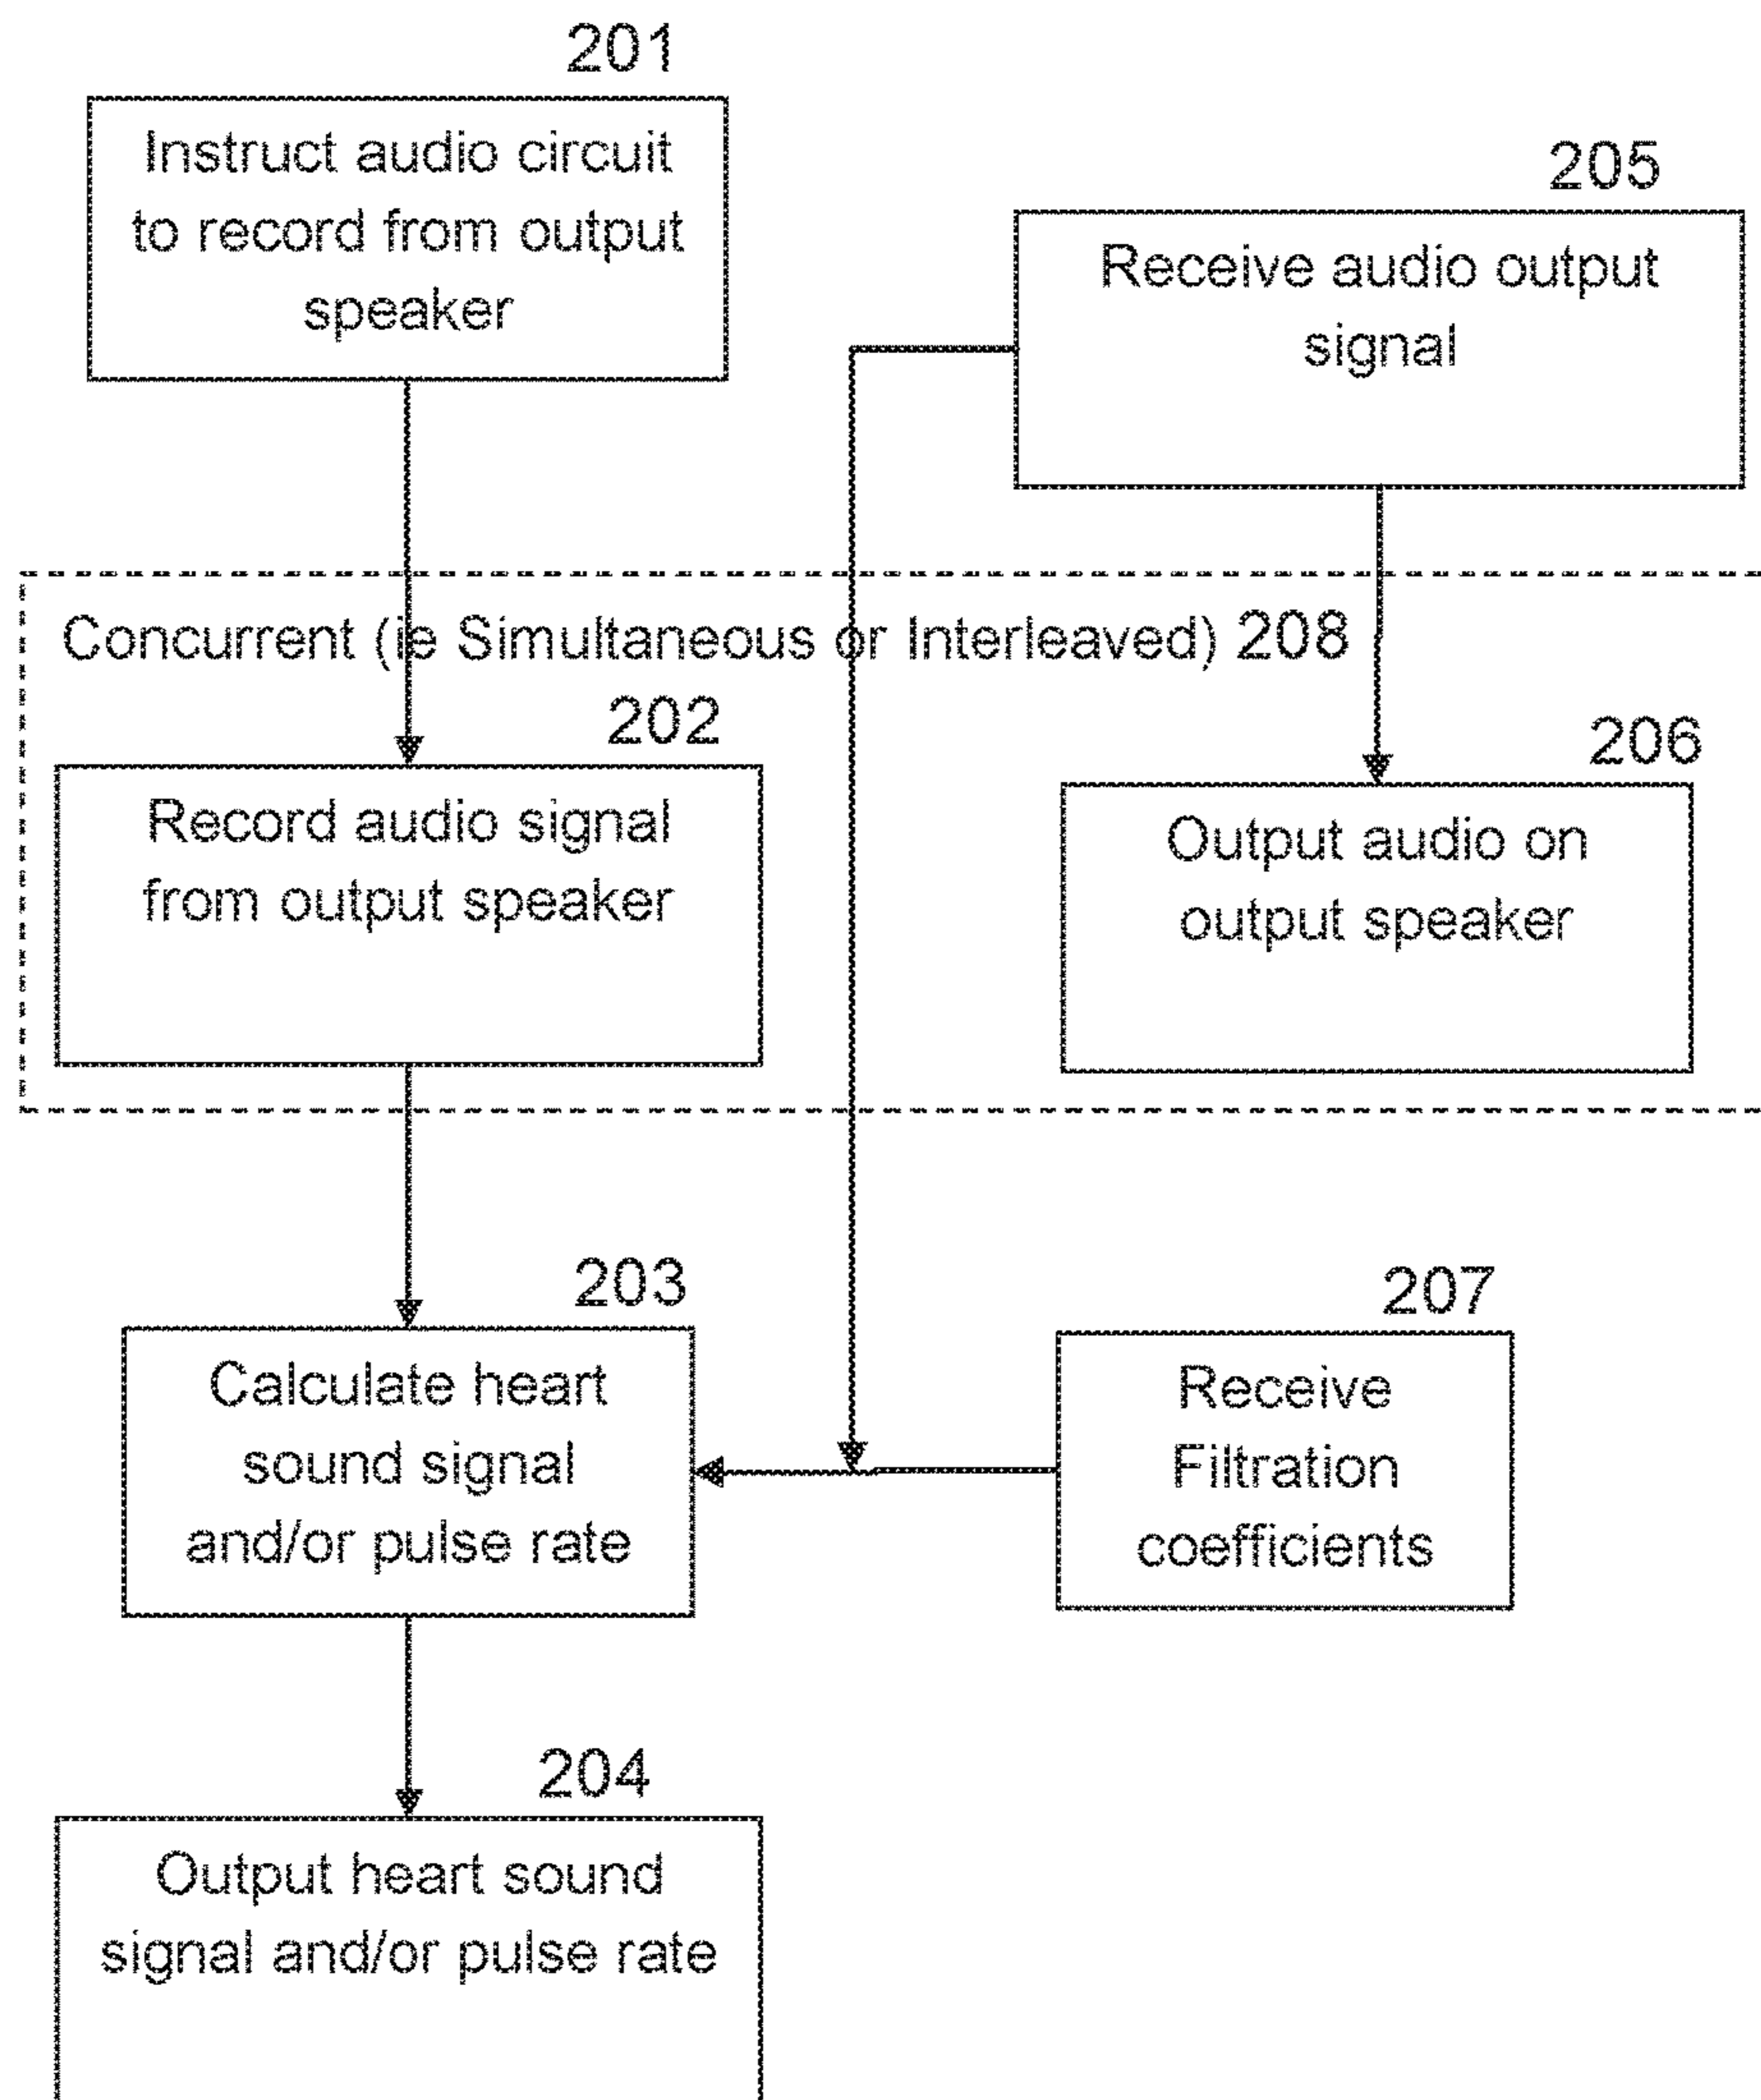 201
Instruct audio circuit
to record from output
speaker
205
Receive audio output
signal
Concurrent (ie Simultaneous or Interleaved) 208
202
Record audio signal
from output speaker
206
Output audio on
output speaker
203
Calculate heart
sound signal
and/or pulse rate
207
Receive
Filtration
coefficients
204
Output heart sound
signal and/or pulse rate